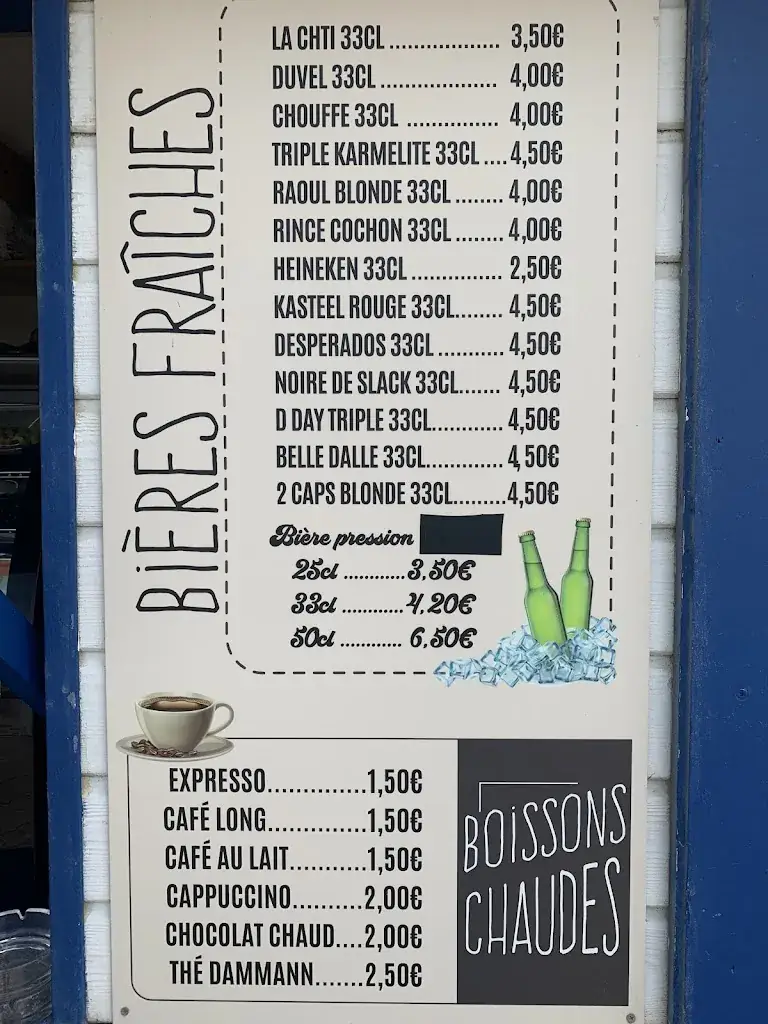 BIÈRES FRAÎCHES
LA CHTI 33CL .................. 3,50€
DUVEL 33CL ................... 4,00€
CHOUFFE 33CL ............... 4,00€
TRIPLE KARMELITE 33CL .... 4,50€
RAOUL BLONDE 33CL ........ 4,00€
RINCE COCHON 33CL ........ 4,00€
HEINEKEN 33CL ............... 2,50€
KASTEEL ROUGE 33CL........ 4,50€
DESPERADOS 33CL ........... 4,50€
NOIRE DE SLACK 33CL....... 4,50€
D DAY TRIPLE 33CL............ 4,50€
BELLE DALLE 33CL............. 4,50€
2 CAPS BLONDE 33CL.........4,50€
Bière pression
25cl .............3,50€
33cl .............4,20€
50cl ............. 6,50€
EXPRESSO..............1,50€
CAFÉ LONG..............1,50€
CAFÉ AU LAIT...........1,50€
CAPPUCCINO..........2,00€
CHOCOLAT CHAUD....2,00€
THÉ DAMMANN.......2,50€
BOISSONS
CHAUDES